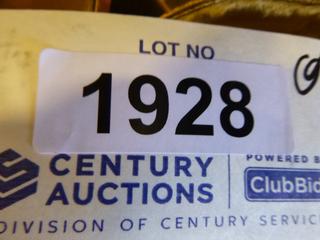 LOT NO
1928
CENTURY
AUCTIONS
POWERED B
ClubBid
DIVISION OF CENTURY SERVIC